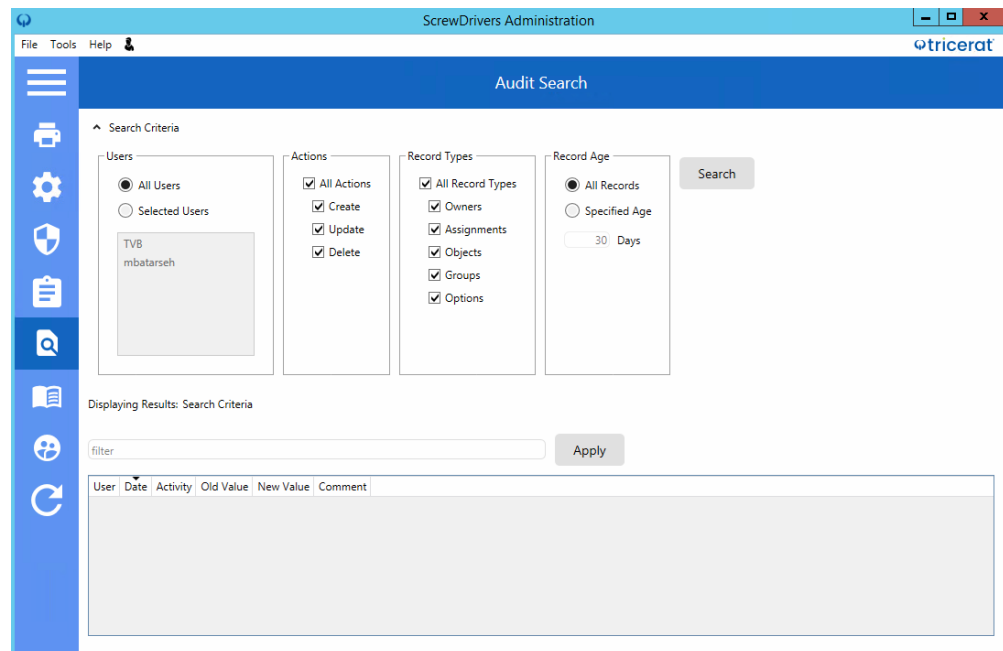 ScrewDrivers Administration
File Tools Help
tricerat
Audit Search
Search Criteria
Users
All Users
Selected Users
TVB
mbatarseh
Actions
All Actions
Create
Update
Delete
Record Types
All Record Types
Owners
Assignments
Objects
Groups
Options
Record Age
All Records
Specified Age
30 Days
Search
Displaying Results: Search Criteria
filter
Apply
User Date Activity Old Value New Value Comment